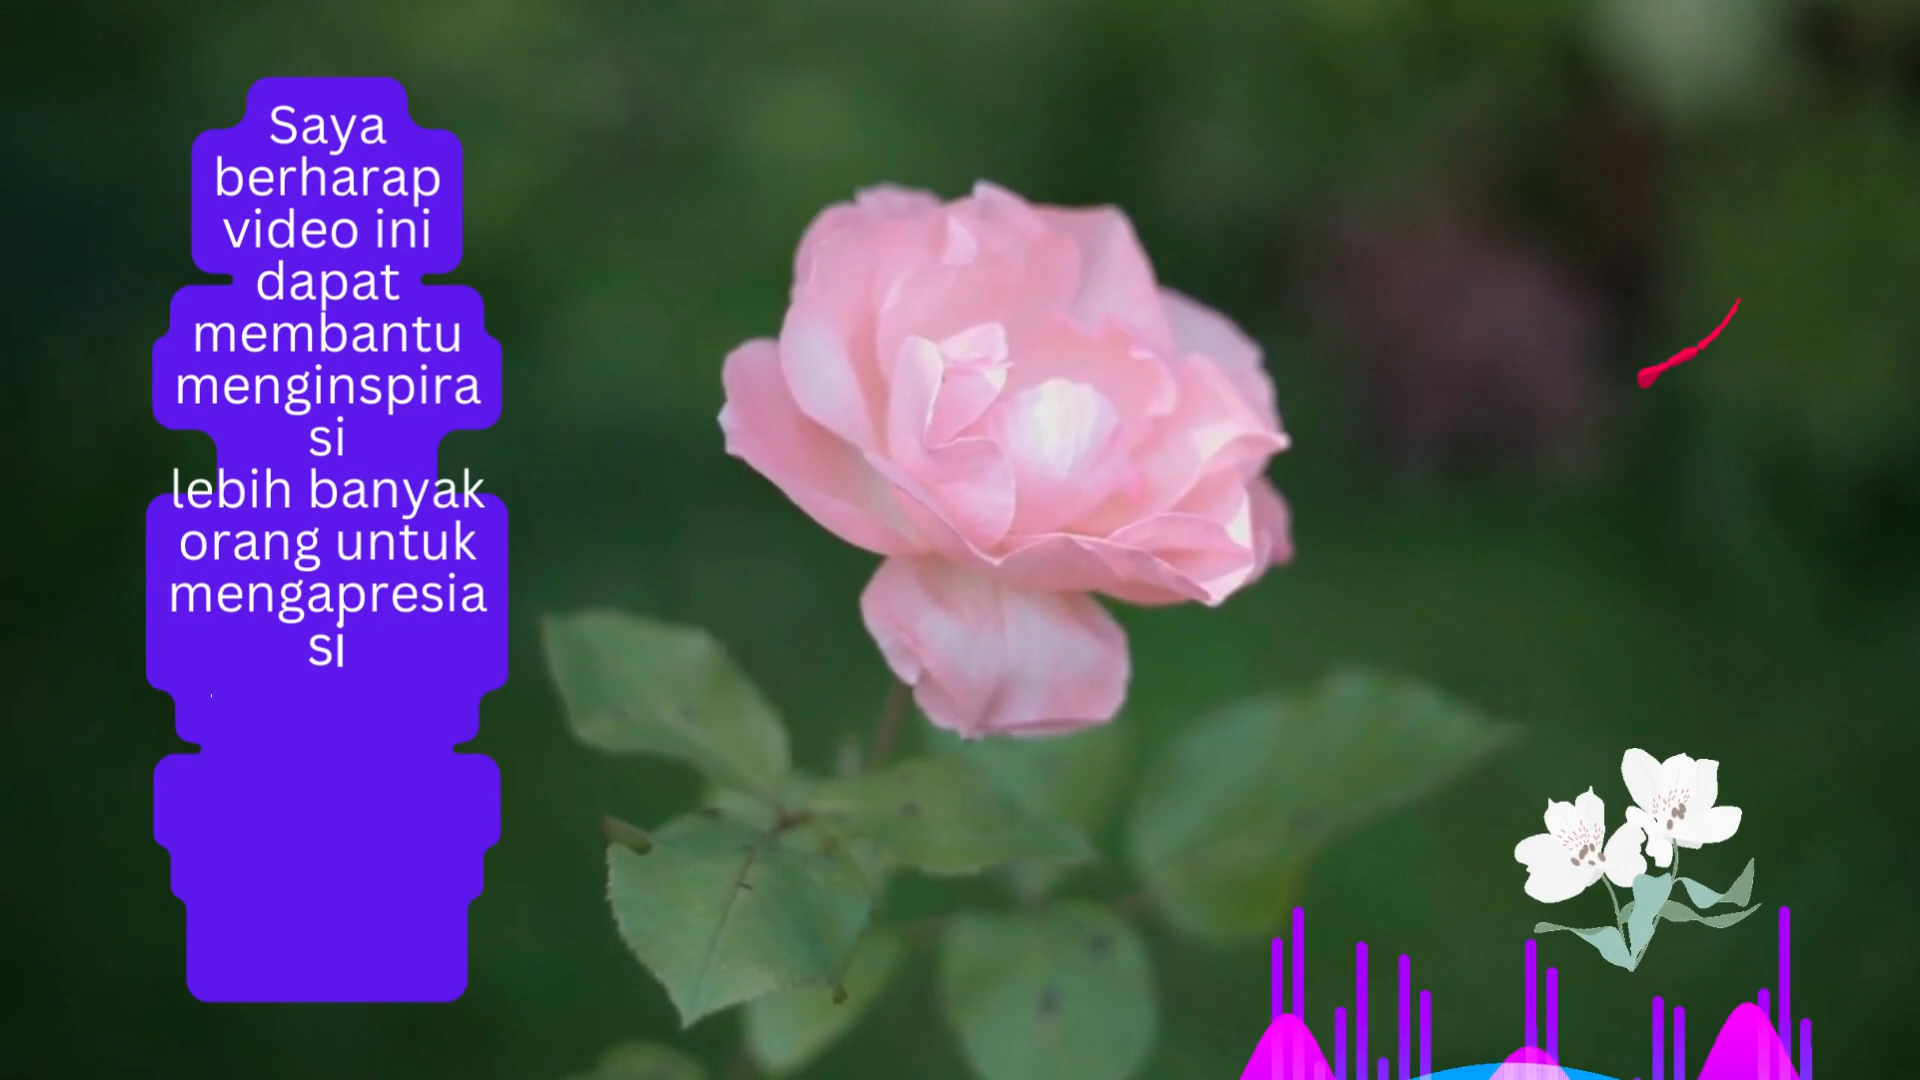 Saya
berharap
video ini
dapat
membantu
menginspira
si
lebih banyak
orang untuk
mengapresia
si